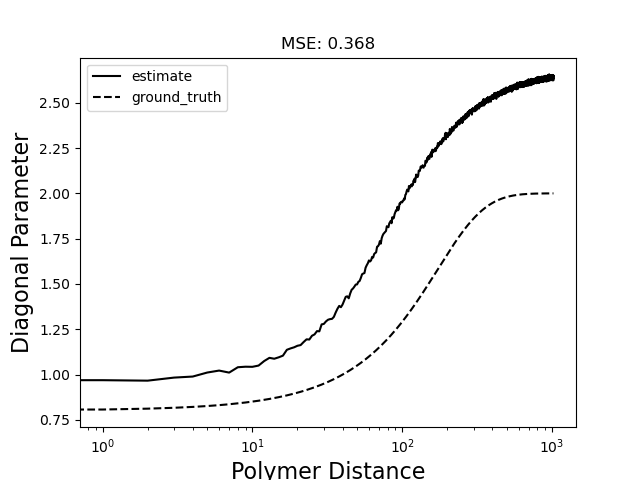 MSE: 0.368
estimate
ground_truth
Diagonal Parameter
2.50
2.25
2.00
1.75
1.50
1.25
1.00
0.75
10⁰
10¹
10²
10³
Polymer Distance